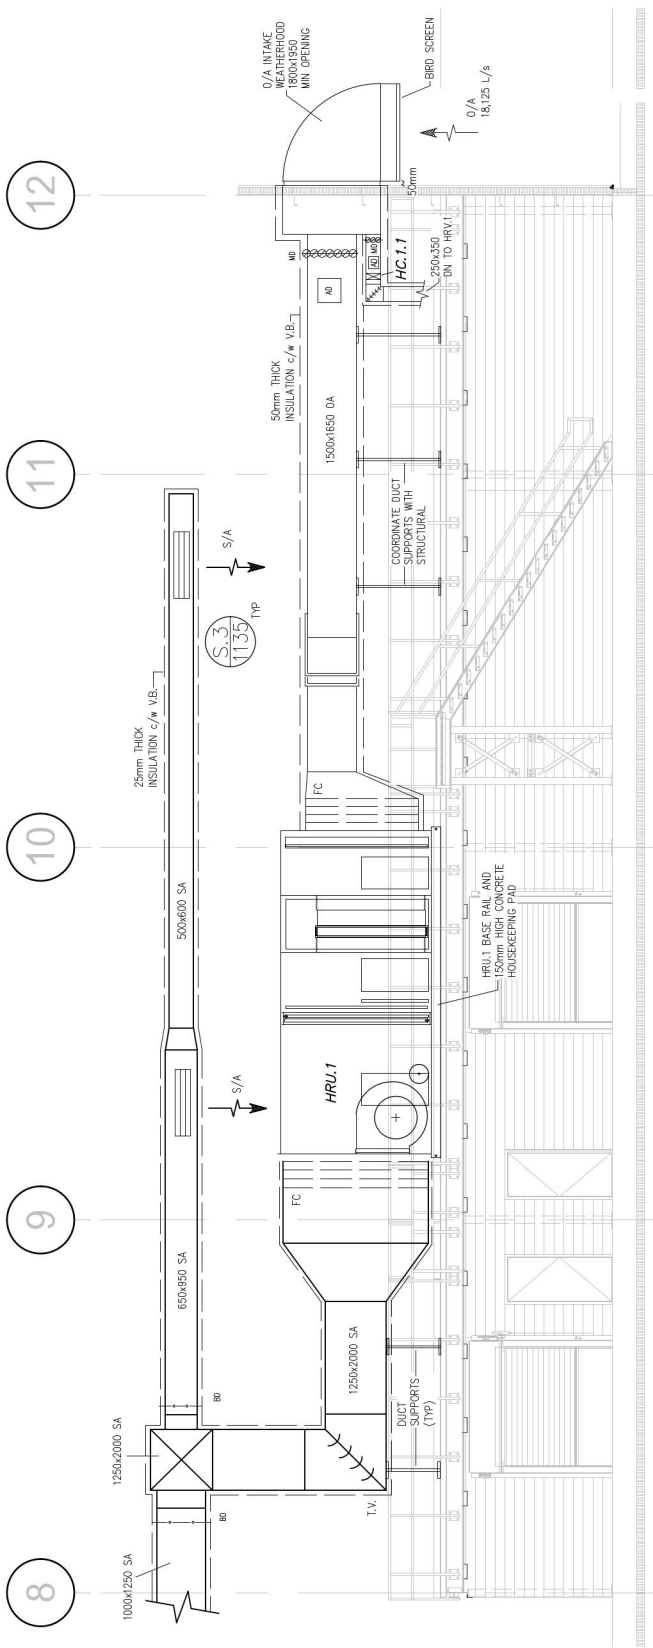 8
9
10
11
12
1000x1250 SA
1250x2000 SA
BD
BD
650x950 SA
500x600 SA
25mm THICK
INSULATION c/w V.B.
S/A
S/A
S.3
1135
TYP
T.V.
1250x2000 SA
DUCT
SUPPORTS
(TYP)
FC
HRU.1
HRU.1 BASE RAIL AND
150mm HIGH CONCRETE
HOUSEKEEPING PAD
FC
COORDINATE DUCT
SUPPORTS WITH
STRUCTURAL
50mm THICK
INSULATION c/w V.B.
1500x1650 OA
MD
AD
AD
MD
HC.1.1
250x350
DN TO HRV.1
50mm
O/A INTAKE
WEATHERHOOD
1800x1950
MIN OPENING
BIRD SCREEN
O/A
18,125 L/s